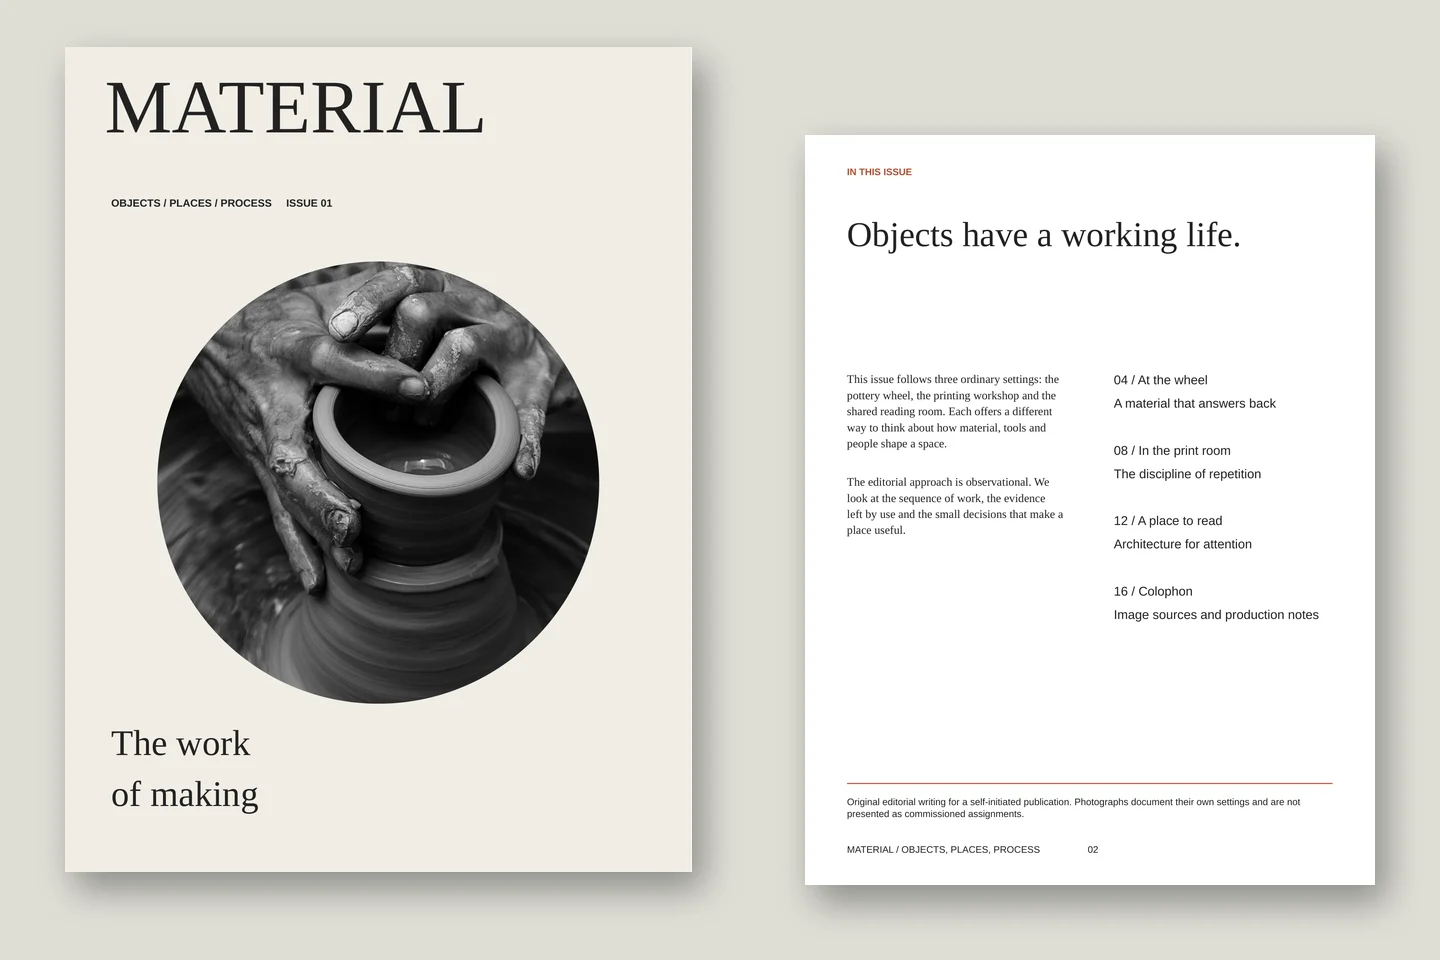 MATERIAL
OBJECTS / PLACES / PROCESS ISSUE 01
The work
of making
IN THIS ISSUE
Objects have a working life.
This issue follows three ordinary settings: the
pottery wheel, the printing workshop and the
shared reading room. Each offers a different
way to think about how material, tools and
people shape a space.
The editorial approach is observational. We
look at the sequence of work, the evidence
left by use and the small decisions that make a
place useful.
04 / At the wheel
A material that answers back
08 / In the print room
The discipline of repetition
12 / A place to read
Architecture for attention
16 / Colophon
Image sources and production notes
Original editorial writing for a self-initiated publication. Photographs document their own settings and are not
presented as commissioned assignments.
MATERIAL / OBJECTS, PLACES, PROCESS 02